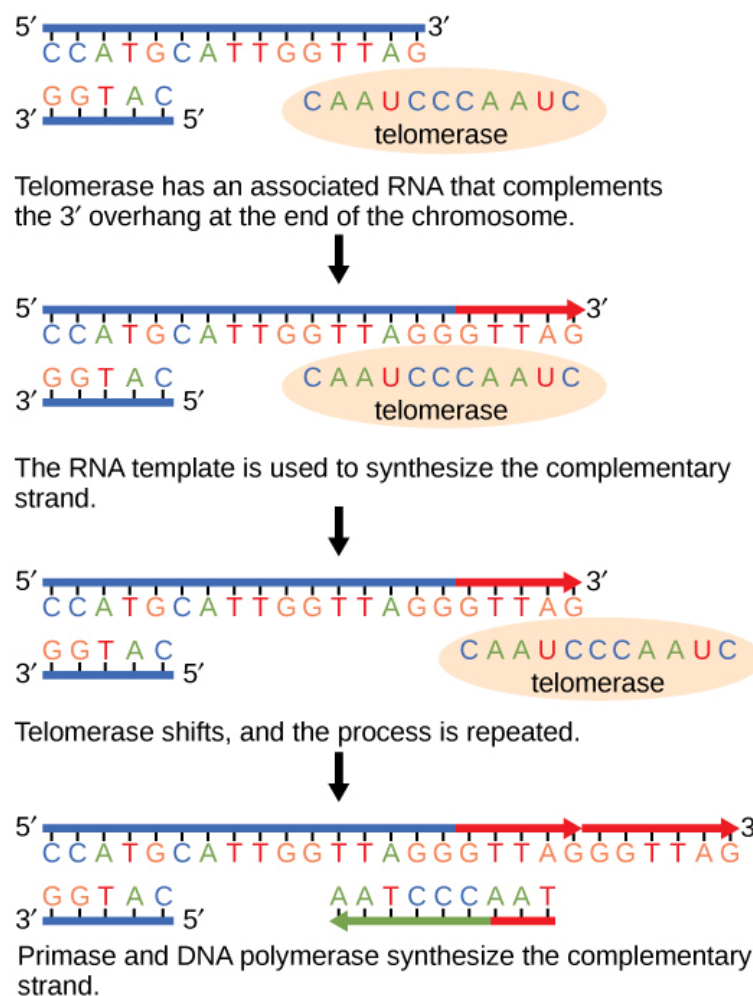 5′ 3′
CCATGCATTGGTTAG
GGTAC CAAUCCCAAUC
3′ 5′ telomerase
Telomerase has an associated RNA that complements
the 3′ overhang at the end of the chromosome.
5′ 3′
CCATGCATTGGTTAGGGTTAG
GGTAC CAAUCCCAAUC
3′ 5′ telomerase
The RNA template is used to synthesize the complementary
strand.
5′ 3′
CCATGCATTGGTTAGGGTTAG
GGTAC CAAUCCCAAUC
3′ 5′ telomerase
Telomerase shifts, and the process is repeated.
5′ 3
CCATGCATTGGTTAGGGTTAGGGTTAG
GGTAC AATCCCAAT
3′ 5′
Primase and DNA polymerase synthesize the complementary
strand.